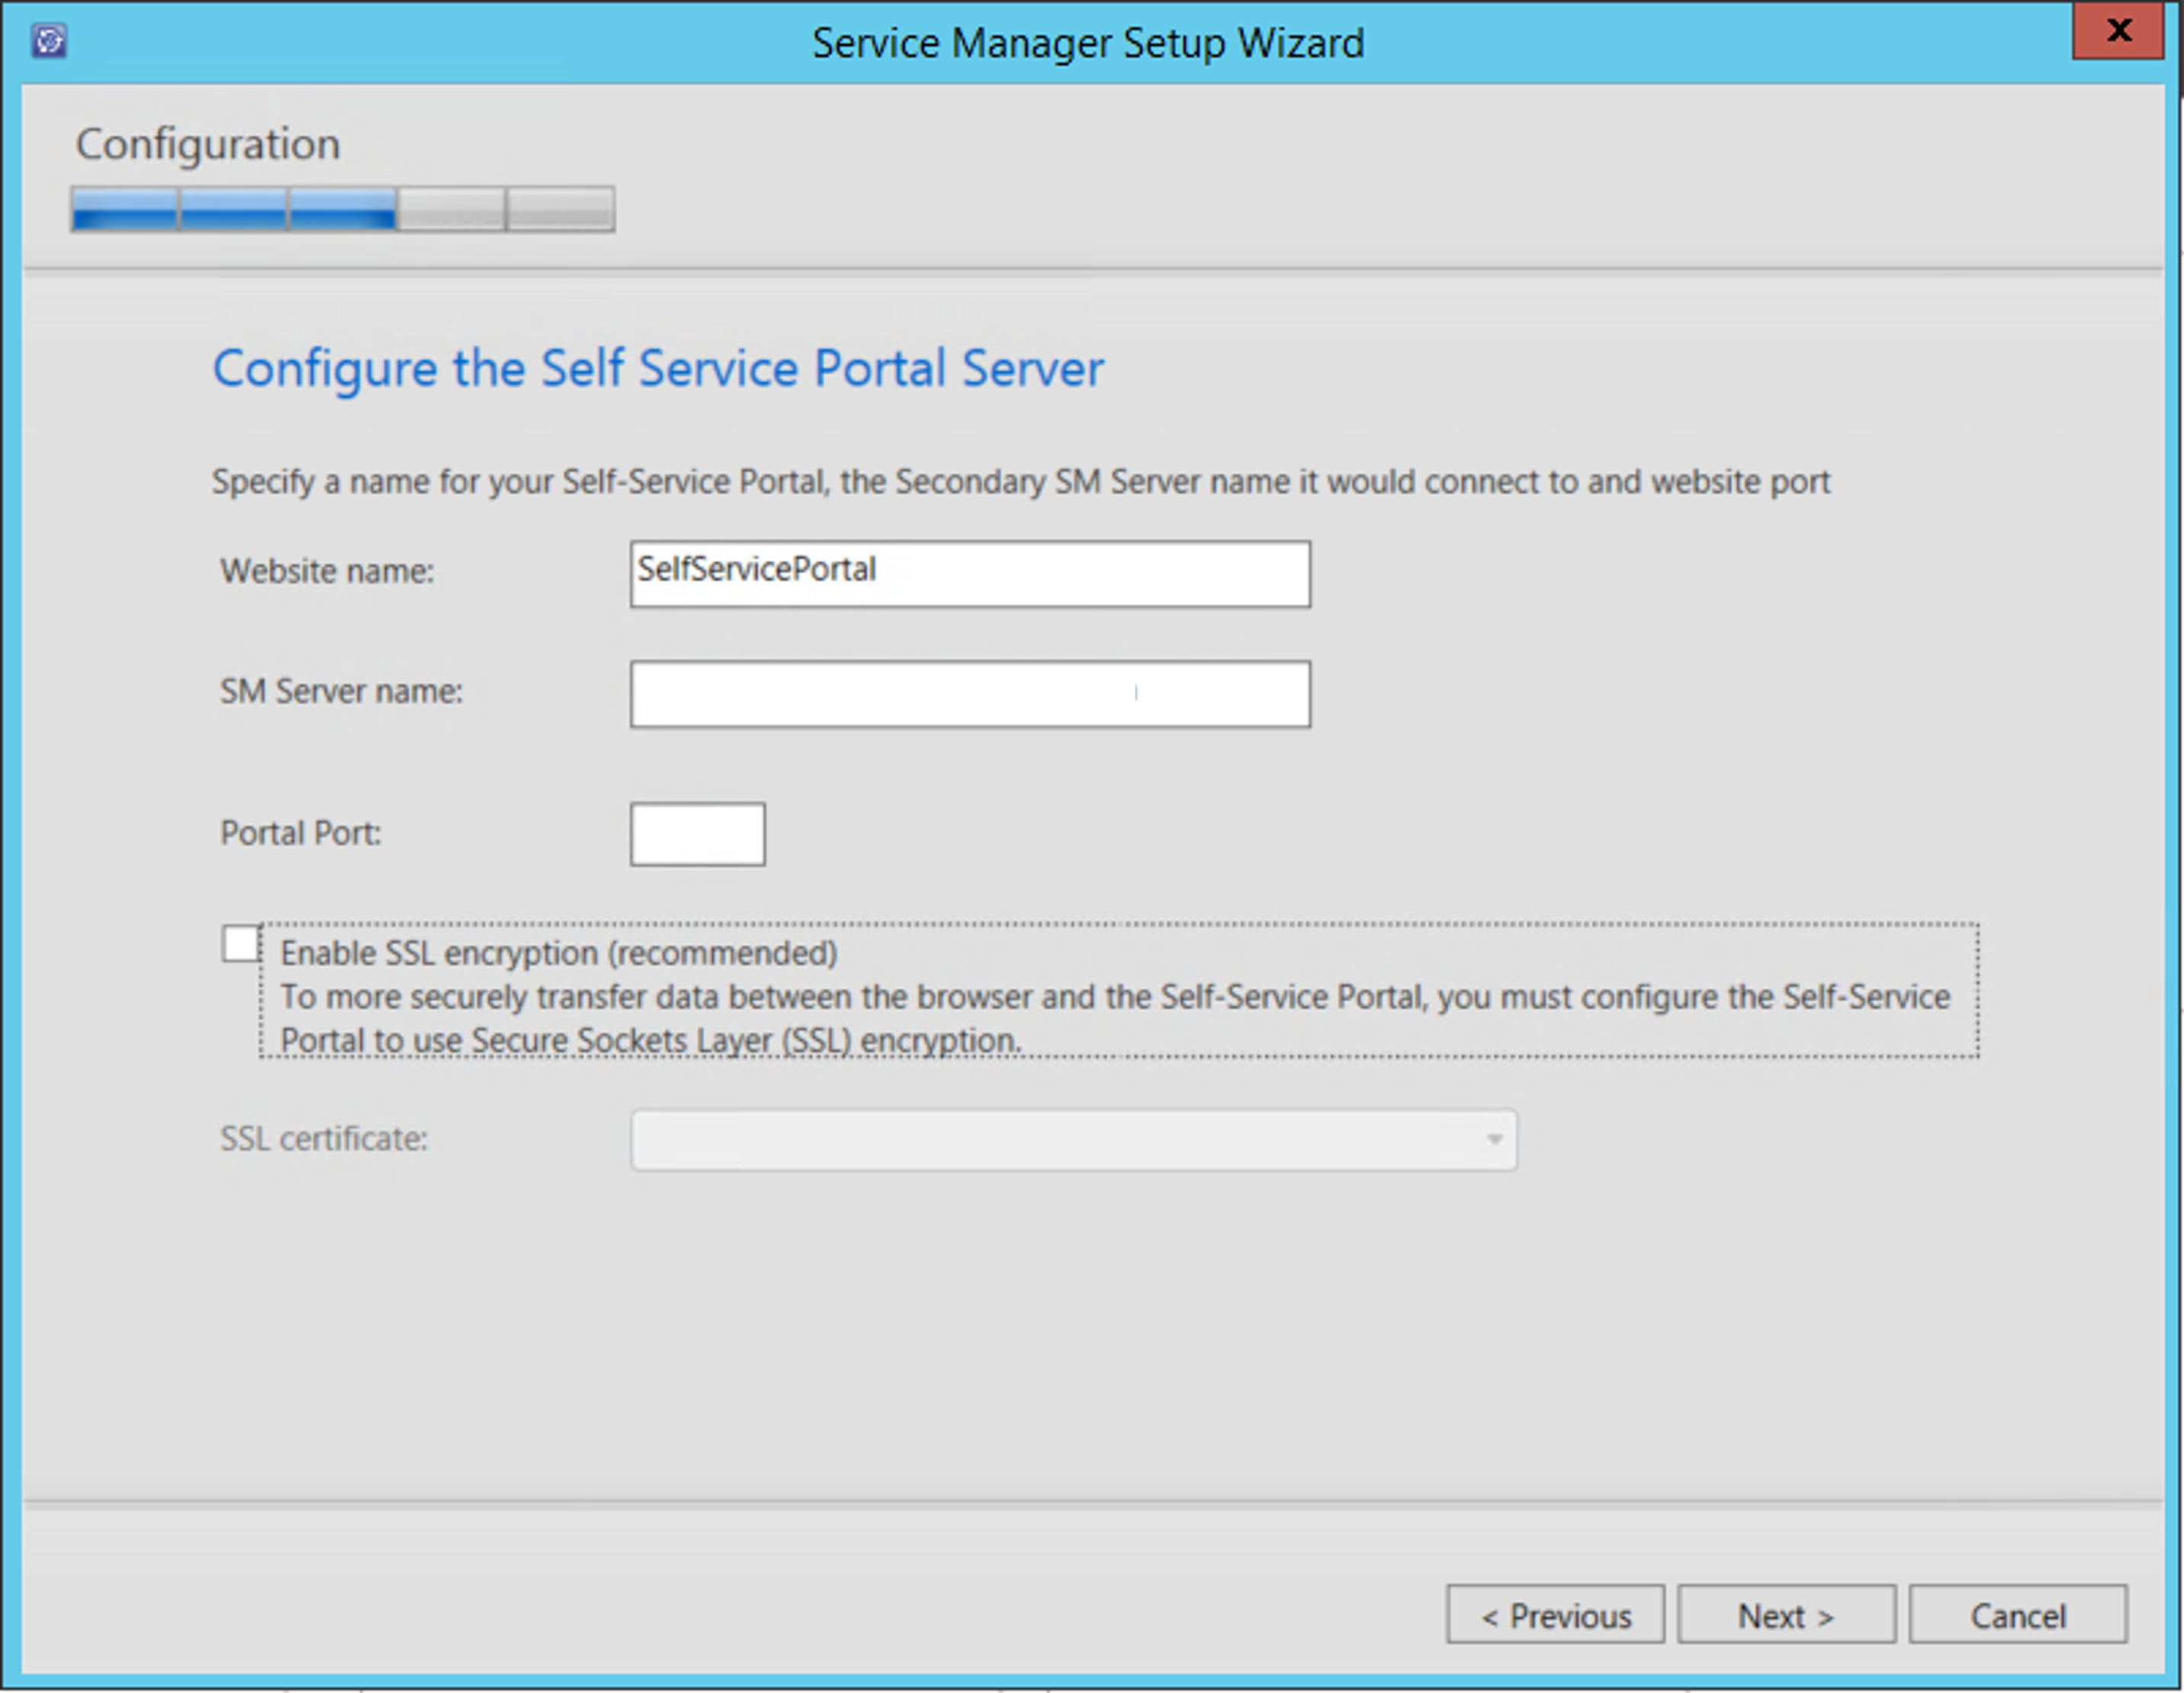 Service Manager Setup Wizard
x
Configuration
Configure the Self Service Portal Server
Specify a name for your Self-Service Portal, the Secondary SM Server name it would connect to and website port
Website name:
SelfServicePortal
SM Server name:
Portal Port:
Enable SSL encryption (recommended)
To more securely transfer data between the browser and the Self-Service Portal, you must configure the Self-Service
Portal to use Secure Sockets Layer (SSL) encryption.
SSL certificate:
< Previous
Next >
Cancel